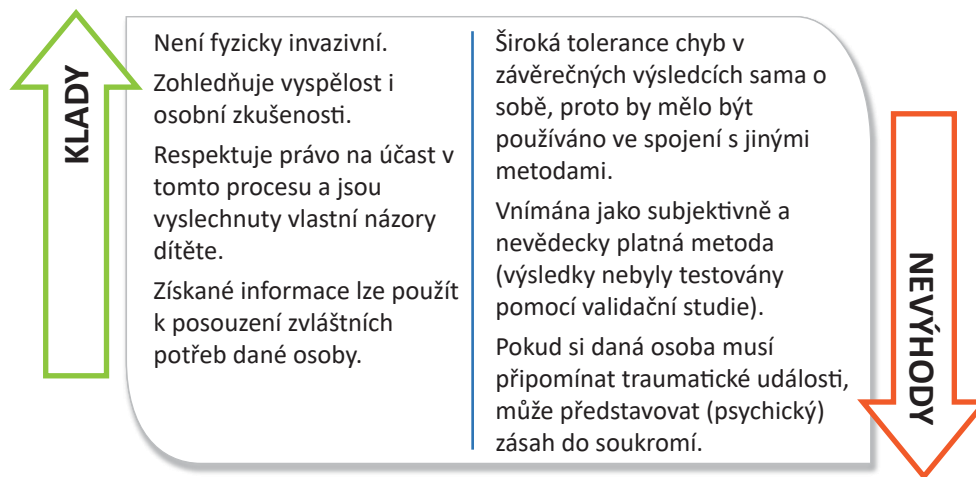 KLADY
Není fyzicky invazivní.
Zohledňuje vyspělost i
osobní zkušenosti.
Respektuje právo na účast v
tomto procesu a jsou
vyslechnuty vlastní názory
dítěte.
Získané informace lze použít
k posouzení zvláštních
potřeb dané osoby.
Široká tolerance chyb v
závěrečných výsledcích sama o
sobě, proto by mělo být
používáno ve spojení s jinými
metodami.
Vnímána jako subjektivně a
nevědecky platná metoda
(výsledky nebyly testovány
pomocí validační studie).
Pokud si daná osoba musí
připomínat traumatické události,
může představovat (psychický)
zásah do soukromí.
NEVÝHODY